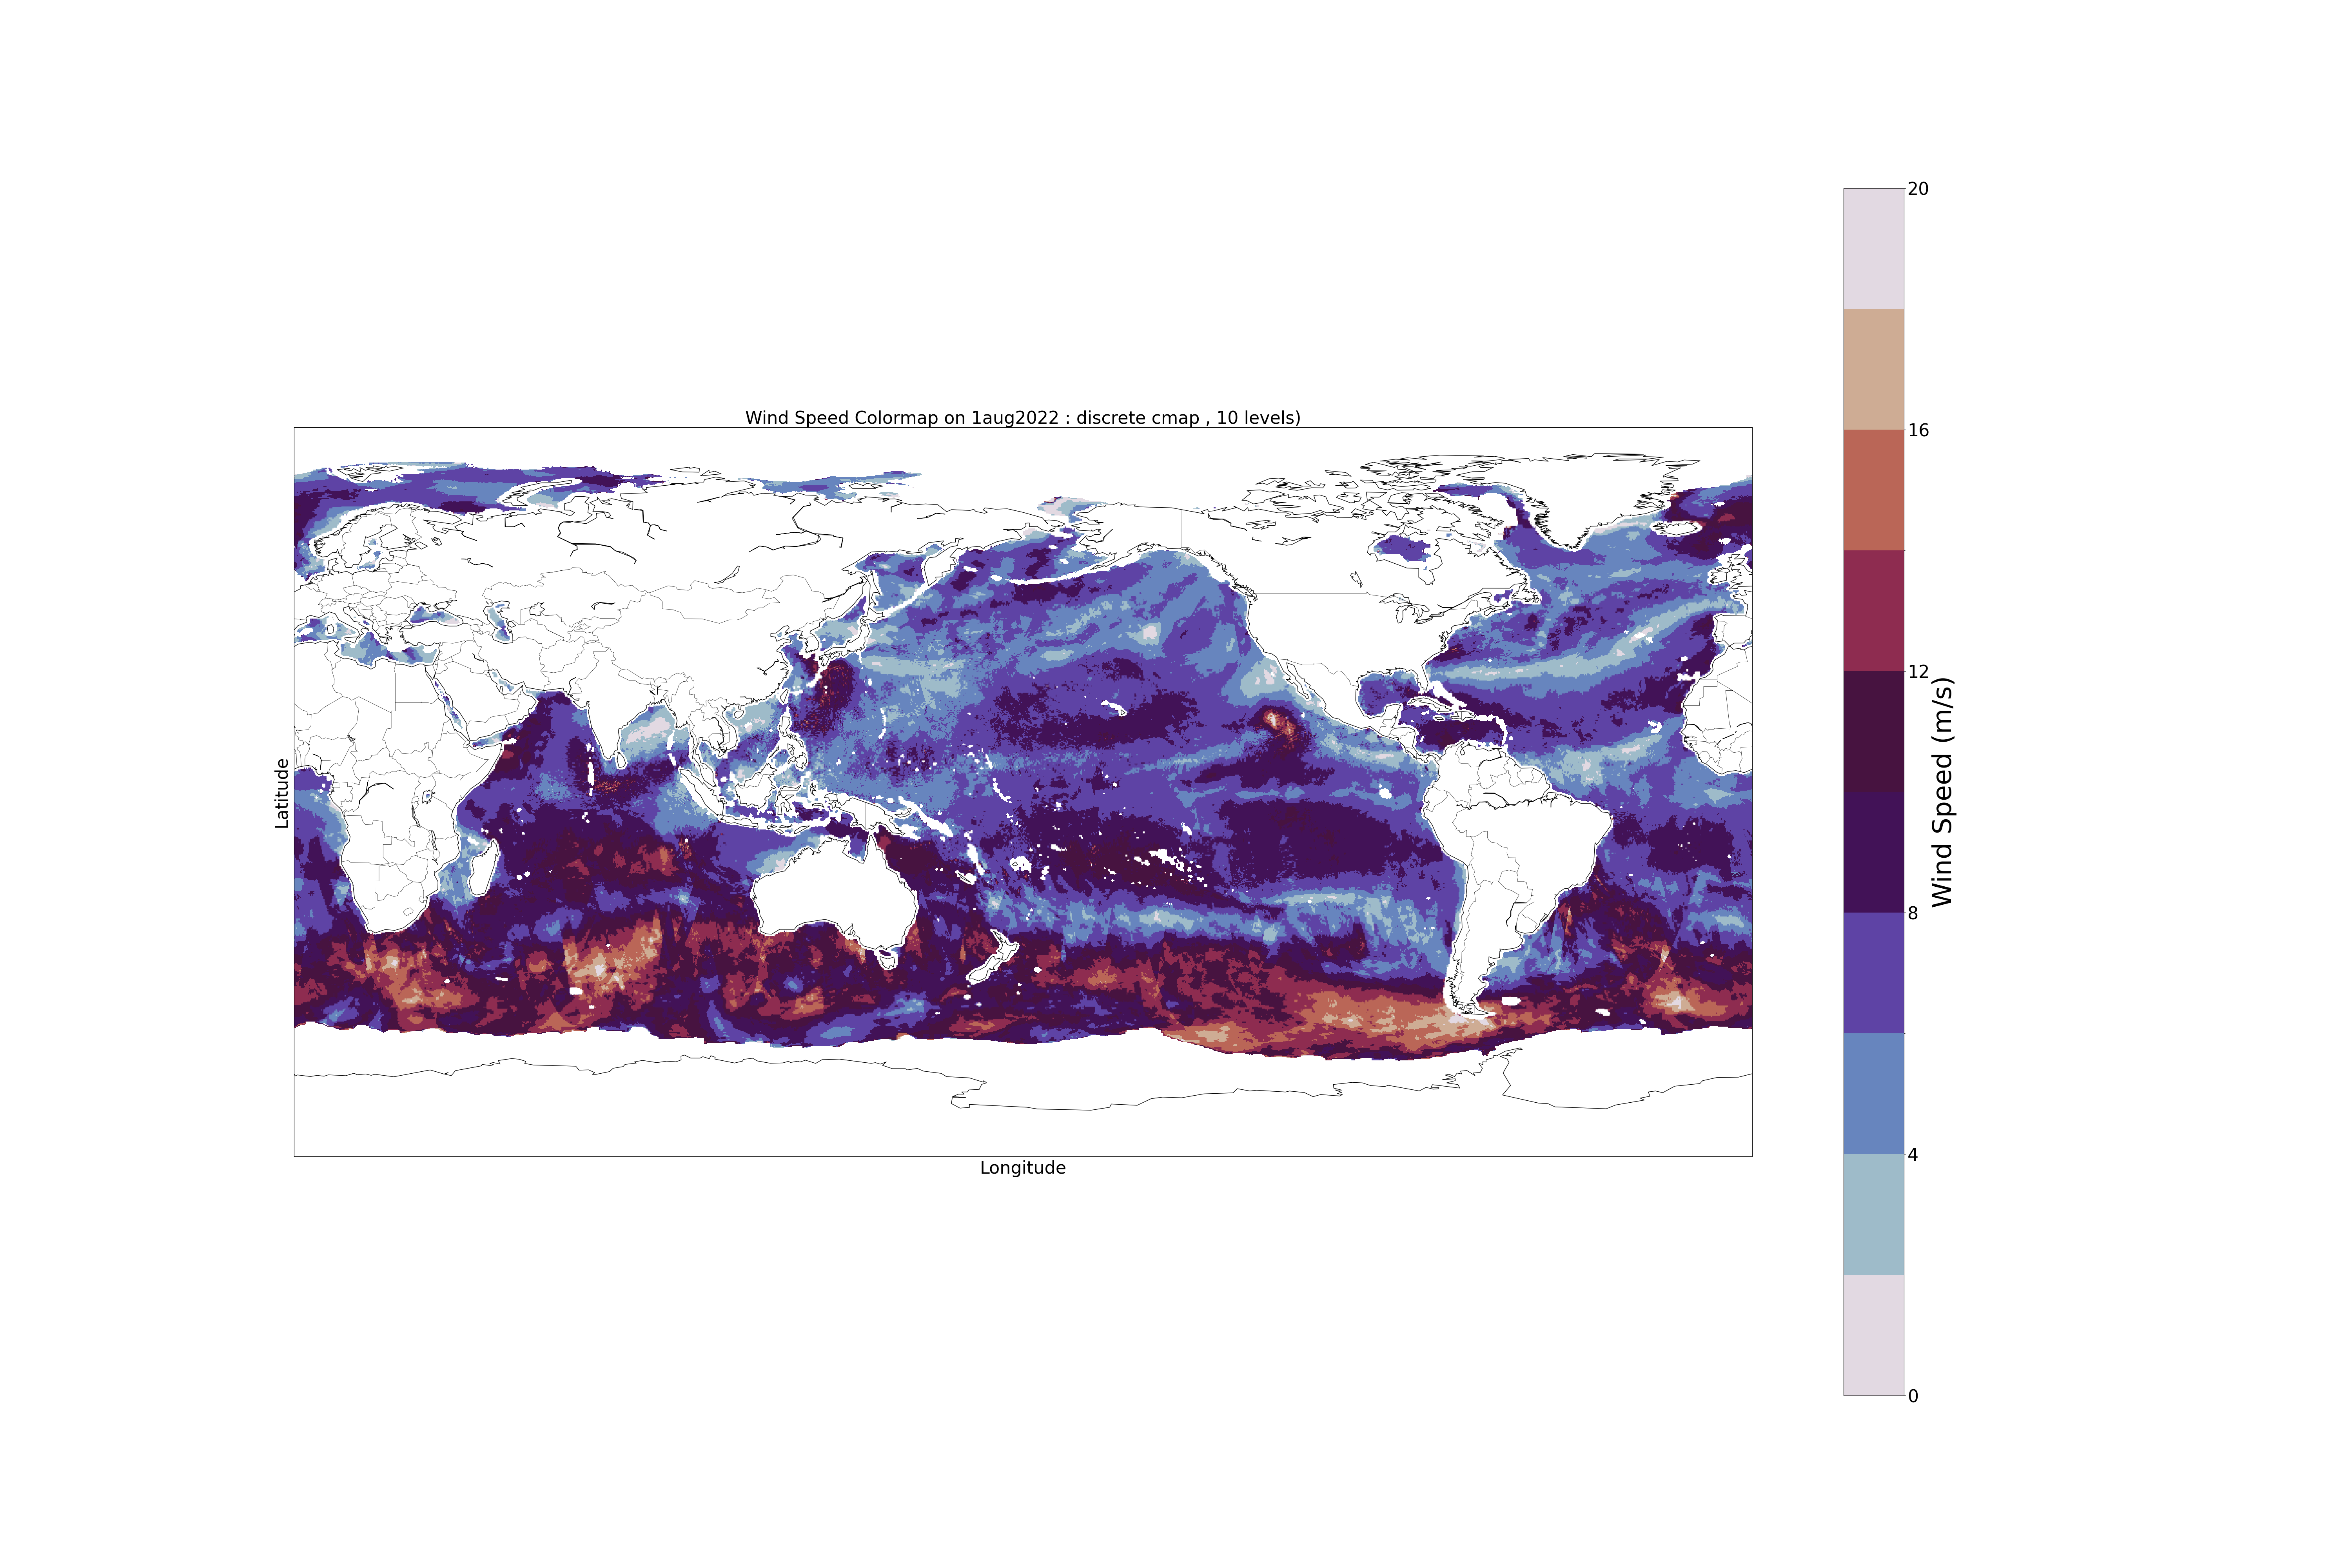 Wind Speed Colormap on 1aug2022 : discrete cmap , 10 levels)
Latitude
Longitude
20
16
12
8
4
0
Wind Speed (m/s)